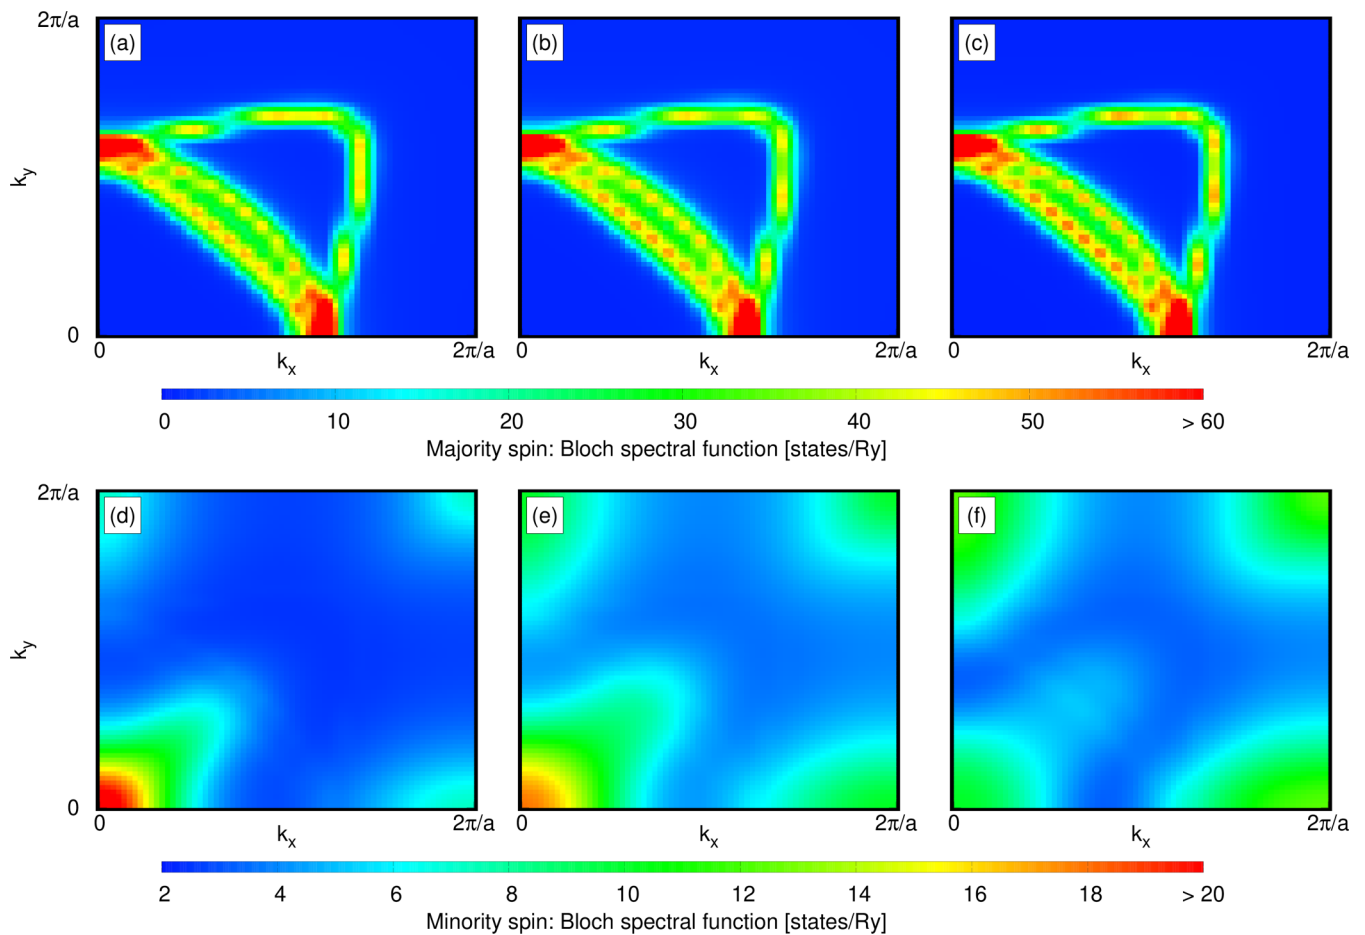 2π/a
(a) (b) (c)
k_y
0
0 2π/a 0 2π/a 0 2π/a
k_x k_x k_x
0 10 20 30 40 50 > 60
Majority spin: Bloch spectral function [states/Ry]
2π/a
(d) (e) (f)
k_y
0
0 2π/a 0 2π/a 0 2π/a
k_x k_x k_x
2 4 6 8 10 12 14 16 18 > 20
Minority spin: Bloch spectral function [states/Ry]